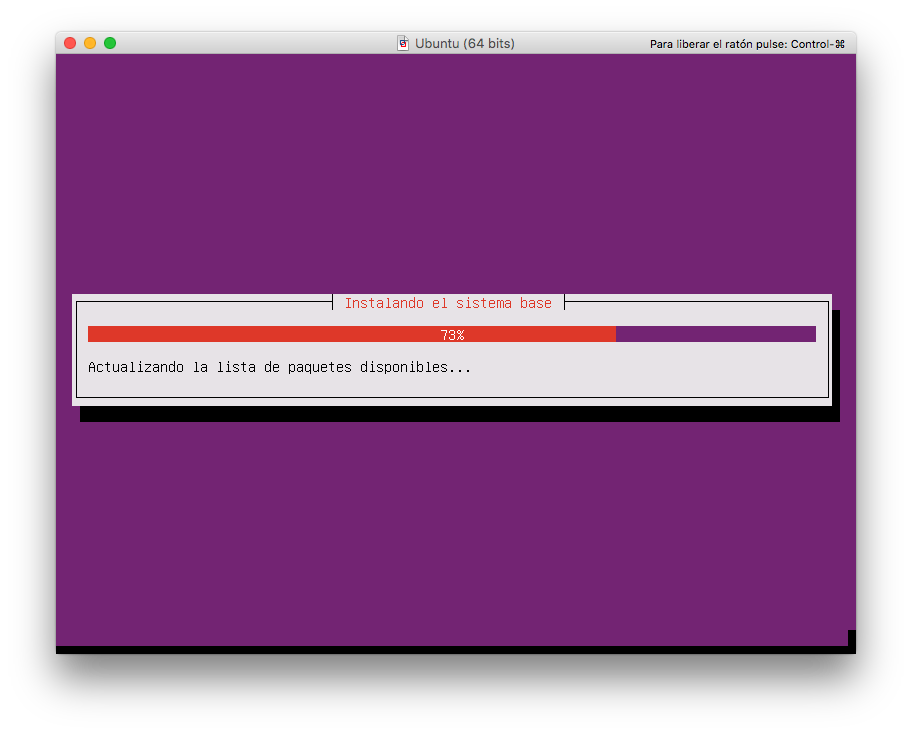 Ubuntu (64 bits)
Para liberar el ratón pulse: Control-⌘
Instalando el sistema base
73%
Actualizando la lista de paquetes disponibles...